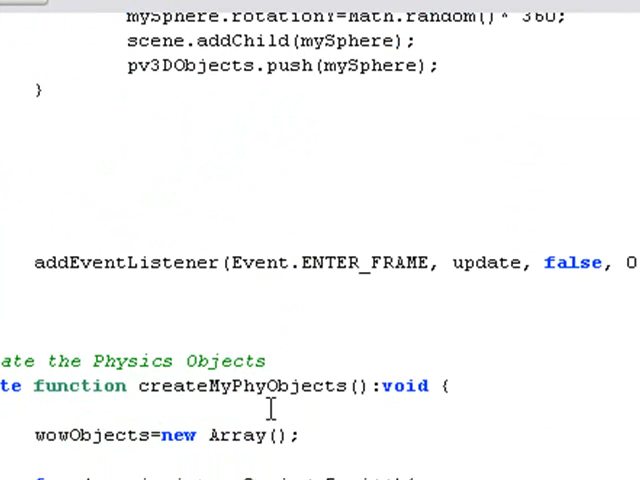 mySphere.rotationY=Math.random()* 360;
scene.addChild(mySphere);
pv3DObjects.push(mySphere);
}
addEventListener(Event.ENTER_FRAME, update, false, 0
ate the Physics Objects
te function createMyPhyObjects():void {
wowObjects=new Array();